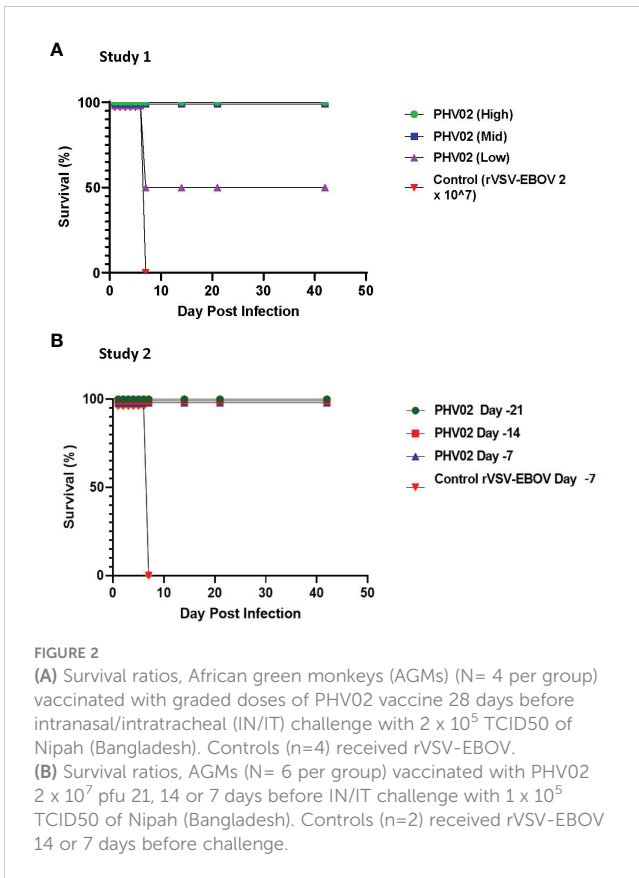 A
Study 1
100
50
0
Survival (%)
0 10 20 30 40 50
Day Post Infection
PHV02 (High)
PHV02 (Mid)
PHV02 (Low)
Control (rVSV-EBOV 2
x 10^7)
B
Study 2
100
50
0
Survival (%)
0 10 20 30 40 50
Day Post Infection
PHV02 Day -21
PHV02 Day -14
PHV02 Day -7
Control rVSV-EBOV Day -7
FIGURE 2
(A) Survival ratios, African green monkeys (AGMs) (N= 4 per group)
vaccinated with graded doses of PHV02 vaccine 28 days before
intranasal/intratracheal (IN/IT) challenge with 2 x 10⁵ TCID50 of
Nipah (Bangladesh). Controls (n=4) received rVSV-EBOV.
(B) Survival ratios, AGMs (N= 6 per group) vaccinated with PHV02
2 x 10⁷ pfu 21, 14 or 7 days before IN/IT challenge with 1 x 10⁵
TCID50 of Nipah (Bangladesh). Controls (n=2) received rVSV-EBOV
14 or 7 days before challenge.